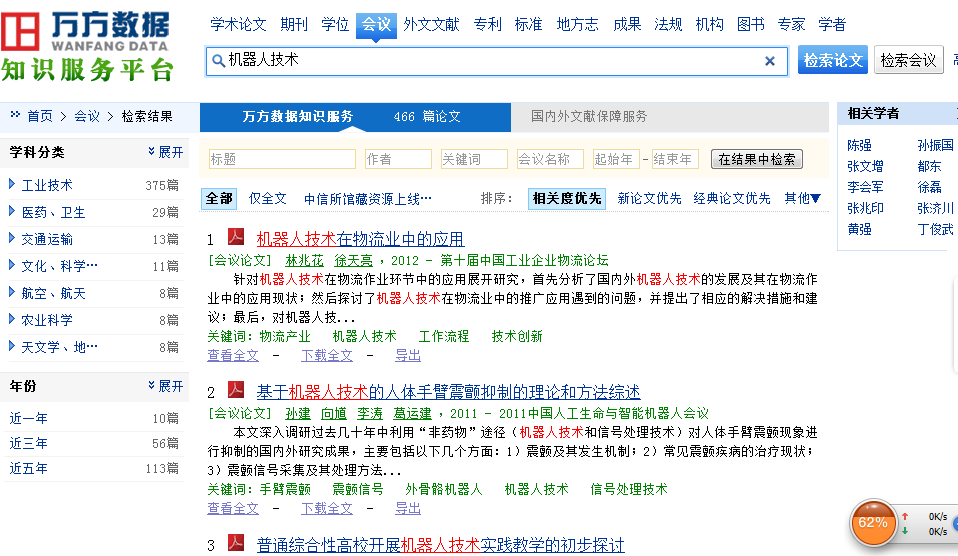 万方数据
WANFANG DATA
知识服务平台
学术论文 期刊 学位 会议 外文文献 专利 标准 地方志 成果 法规 机构 图书 专家 学者
机器人技术
检索论文 检索会议
首页 > 会议 > 检索结果
学科分类 展开
工业技术 375篇
医药、卫生 29篇
交通运输 13篇
文化、科学… 11篇
航空、航天 8篇
农业科学 8篇
天文学、地… 8篇
年份 展开
近一年 10篇
近三年 56篇
近五年 113篇
万方数据知识服务 466 篇论文 国内外文献保障服务
标题 作者 关键词 会议名称 起始年 - 结束年 在结果中检索
全部 仅全文 中信所馆藏资源上线… 排序： 相关度优先 新论文优先 经典论文优先 其他▼
1 机器人技术在物流业中的应用
[会议论文] 林兆花 徐天亮 ，2012 - 第十届中国工业企业物流论坛
针对机器人技术在物流作业环节中的应用展开研究，首先分析了国内外机器人技术的发展及其在物流作
业中的应用现状；然后探讨了机器人技术在物流业中的推广应用遇到的问题，并提出了相应的解决措施和建
议；最后，对机器人技...
关键词：物流产业 机器人技术 工作流程 技术创新
查看全文 - 下载全文 - 导出
2 基于机器人技术的人体手臂震颤抑制的理论和方法综述
[会议论文] 孙建 向馗 李涛 葛运建 ，2011 - 2011中国人工生命与智能机器人会议
本文深入调研过去几十年中利用“非药物”途径（机器人技术和信号处理技术）对人体手臂震颤现象进
行抑制的国内外研究成果，主要包括以下几个方面：1）震颤及其发生机制；2）常见震颤疾病的治疗现状；
3）震颤信号采集及其处理方法...
关键词：手臂震颤 震颤信号 外骨骼机器人 机器人技术 信号处理技术
查看全文 - 下载全文 - 导出
3 普通综合性高校开展机器人技术实践教学的初步探讨
相关学者
陈强 孙振国
张文增 都东
李会军 徐磊
张兆印 张济川
黄强 丁俊武
62% 0K/s
0K/s